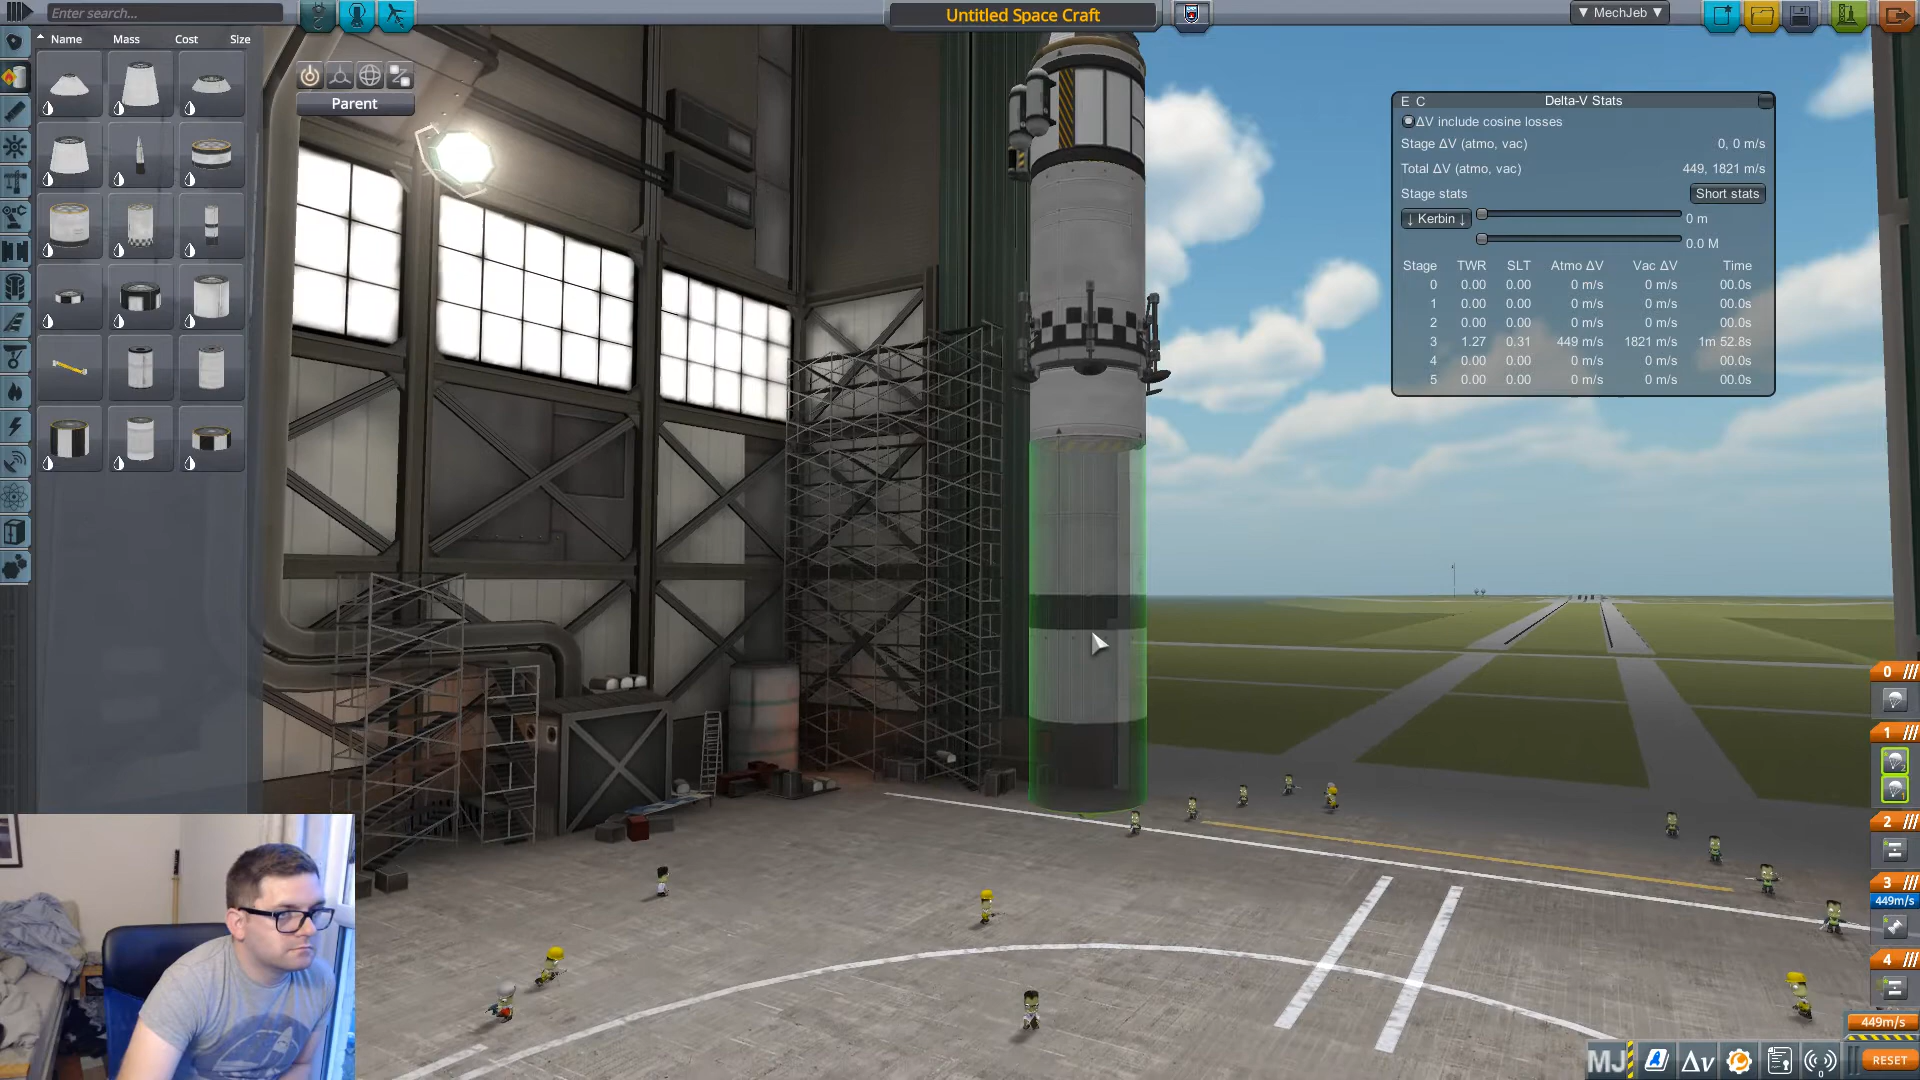 Enter search...
Untitled Space Craft
▼ MechJeb ▼
Name Mass Cost Size
Parent
E C Delta-V Stats
ΔV include cosine losses
Stage ΔV (atmo, vac) 0, 0 m/s
Total ΔV (atmo, vac) 449, 1821 m/s
Stage stats Short stats
↓ Kerbin ↓ 0 m
0.0 M
Stage TWR SLT Atmo ΔV Vac ΔV Time
0 0.00 0.00 0 m/s 0 m/s 00.0s
1 0.00 0.00 0 m/s 0 m/s 00.0s
2 0.00 0.00 0 m/s 0 m/s 00.0s
3 1.27 0.31 449 m/s 1821 m/s 1m 52.8s
4 0.00 0.00 0 m/s 0 m/s 00.0s
5 0.00 0.00 0 m/s 0 m/s 00.0s
0
1
2
3
449m/s
4
449m/s
MJ Δv 0 RESET